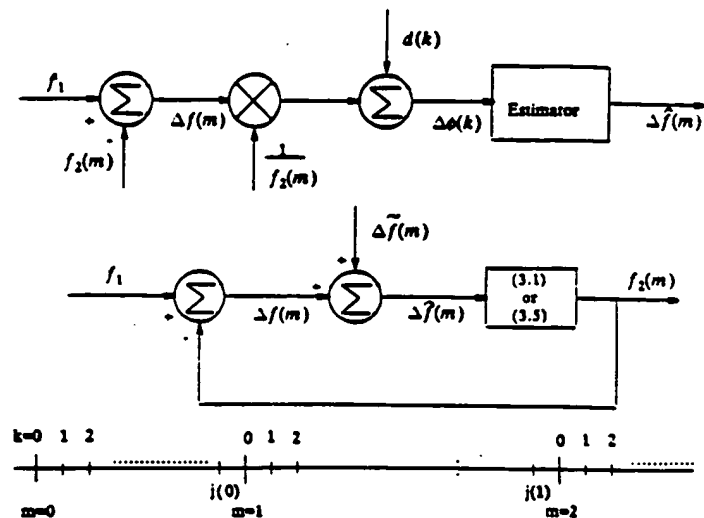 d(k)
f₁
Σ
Δf(m)
Σ
Δφ(k)
Estimator
Δf̂(m)
+
-
f₂(m)
1
f₂(m)
Δf̃(m)
+
f₁
Σ
Δf(m)
+
Σ
Δf̂(m)
(3.1)
or
(3.5)
f₂(m)
+
-
k=0 1 2 .................. 0 1 2 0 1 2 ............
j(0) j(1)
m=0 m=1 m=2